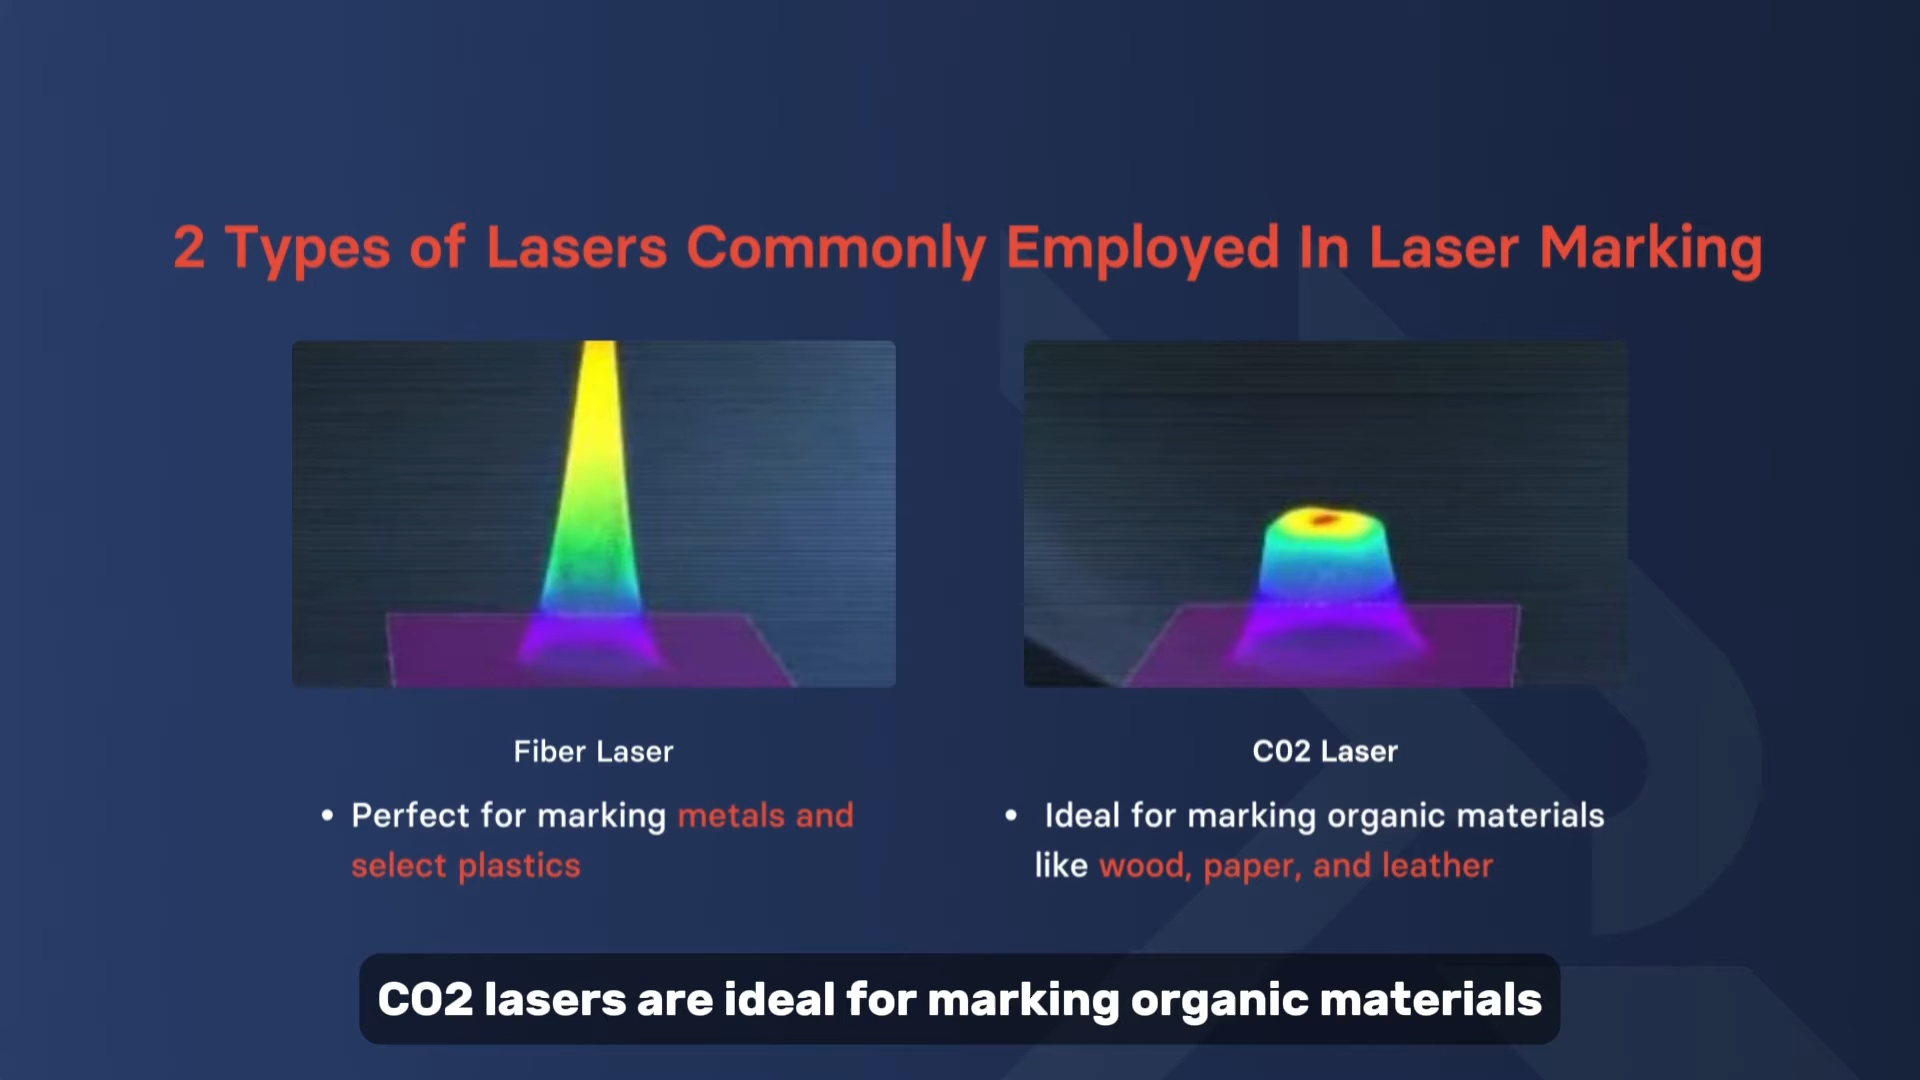 2 Types of Lasers Commonly Employed In Laser Marking
Fiber Laser
• Perfect for marking metals and
select plastics
C02 Laser
• Ideal for marking organic materials
like wood, paper, and leather
CO2 lasers are ideal for marking organic materials